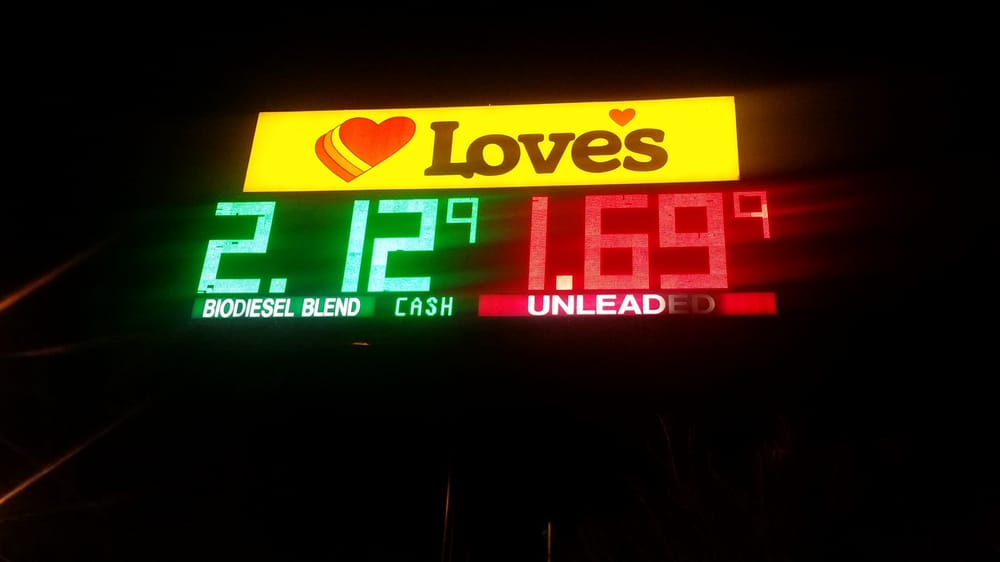 Love's
2.12⁹ 1.69⁹
BIODIESEL BLEND CASH UNLEADED